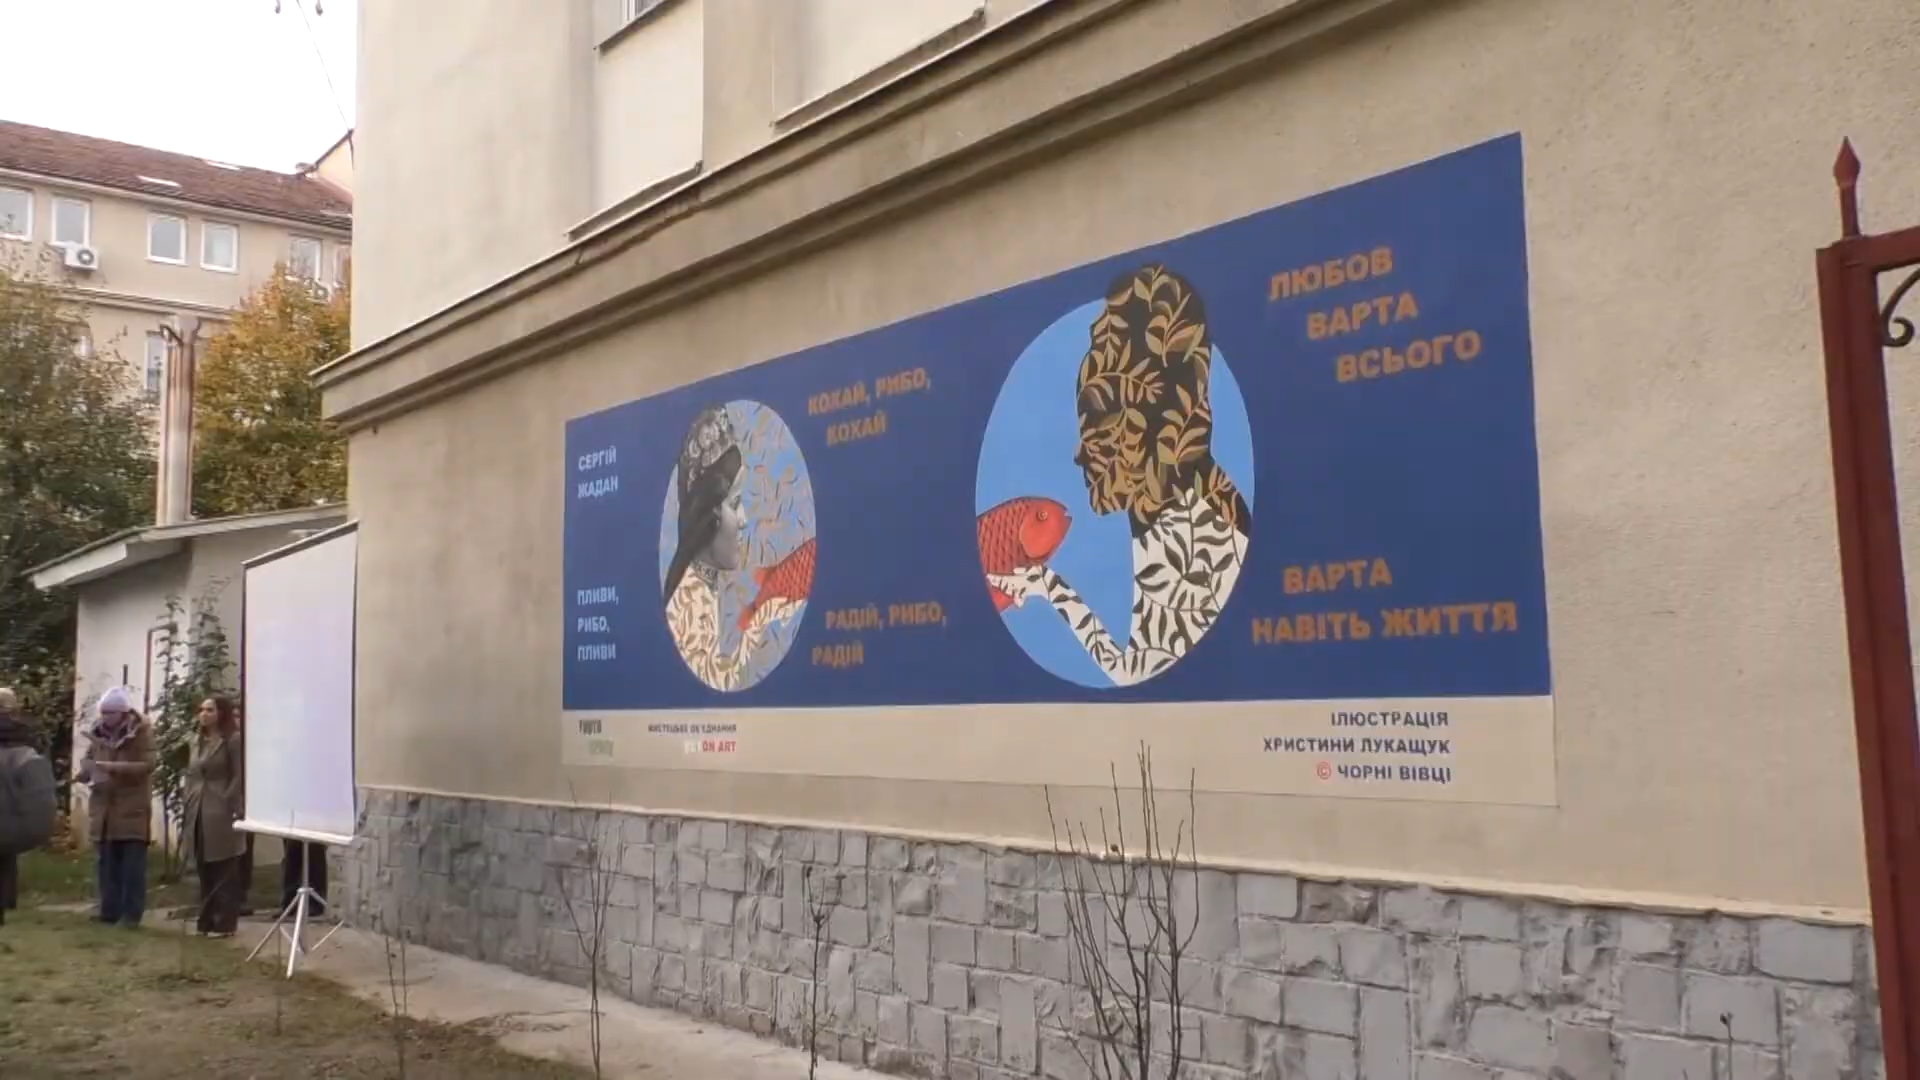 СЕРГІЙ
ЖАДАН
ПЛИВИ,
РИБО,
ПЛИВИ
КОХАЙ, РИБО,
КОХАЙ
РАДІЙ, РИБО,
РАДІЙ
ЛЮБОВ
ВАРТА
ВСЬОГО
ВАРТА
НАВІТЬ ЖИТТЯ
МИСТЕЦЬКЕ ОБ'ЄДНАННЯ
ON ART
ІЛЮСТРАЦІЯ
ХРИСТИНИ ЛУКАЩУК
© ЧОРНІ ВІВЦІ